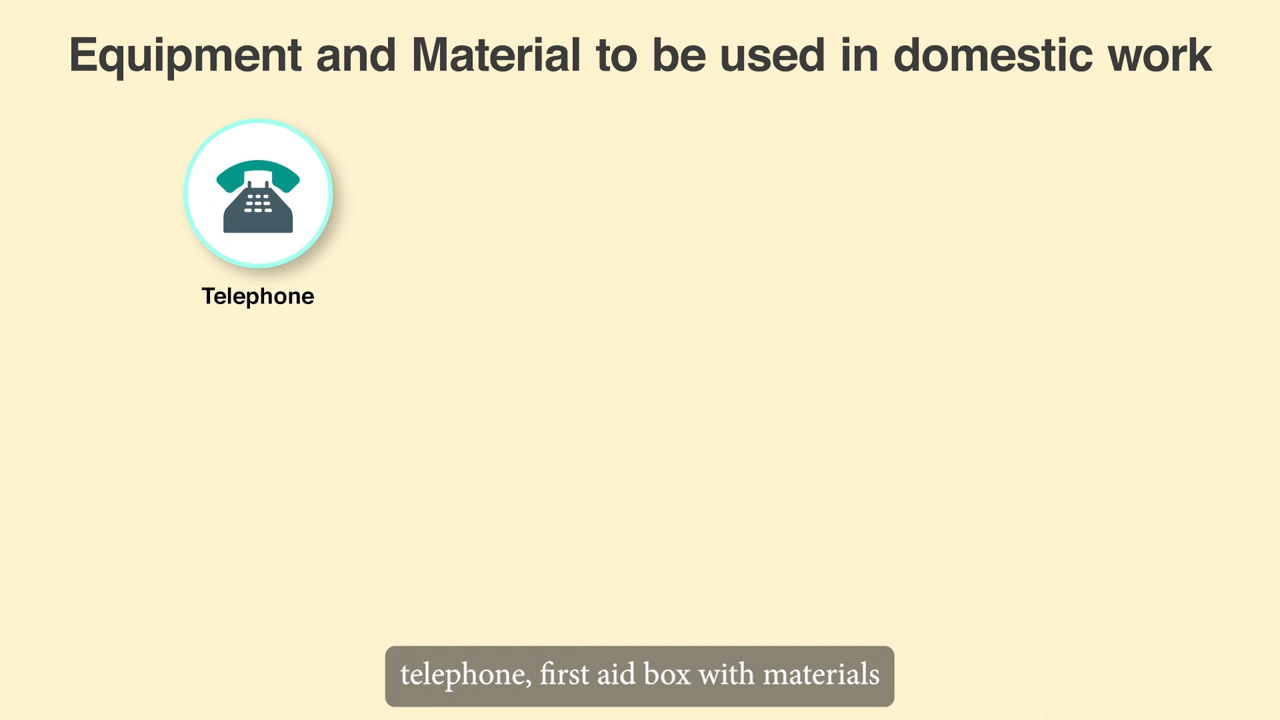 Equipment and Material to be used in domestic work
Telephone
telephone, first aid box with materials